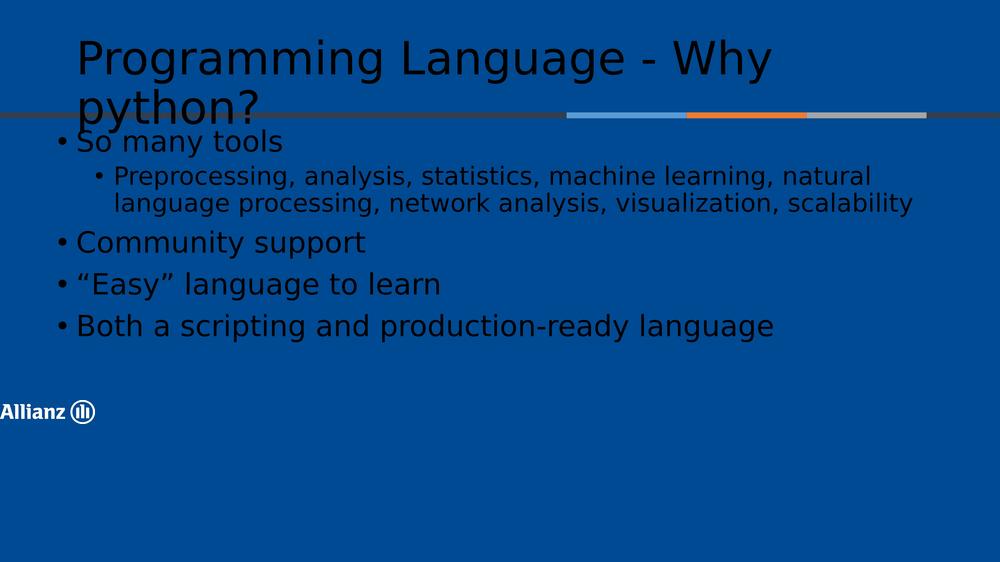 Programming Language - Why
python?
• So many tools
• Preprocessing, analysis, statistics, machine learning, natural
language processing, network analysis, visualization, scalability
• Community support
• “Easy” language to learn
• Both a scripting and production-ready language
Allianz